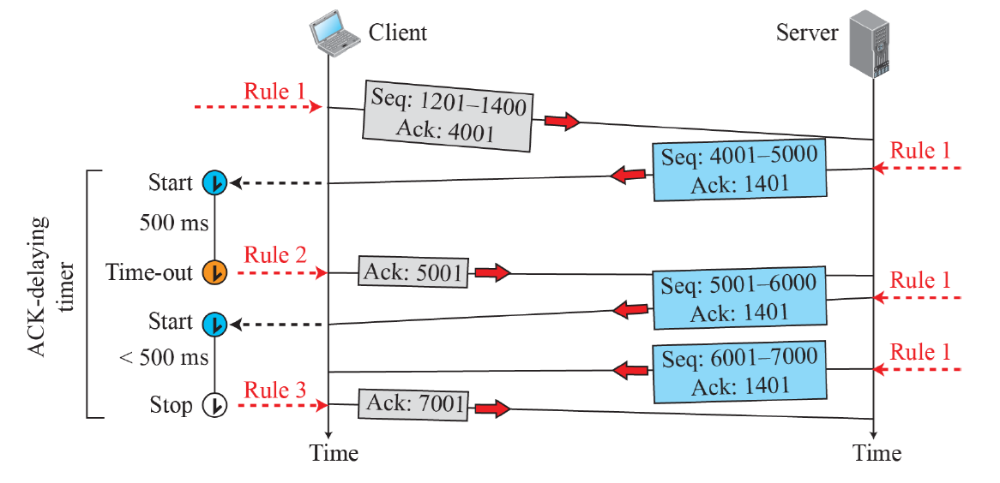 Client
Server
Rule 1
Seq: 1201–1400
Ack: 4001
Seq: 4001–5000
Ack: 1401
Rule 1
Start
500 ms
Time-out
Rule 2
Ack: 5001
Seq: 5001–6000
Ack: 1401
Rule 1
Start
< 500 ms
Stop
Rule 3
Seq: 6001–7000
Ack: 1401
Rule 1
Ack: 7001
ACK-delaying
timer
Time
Time